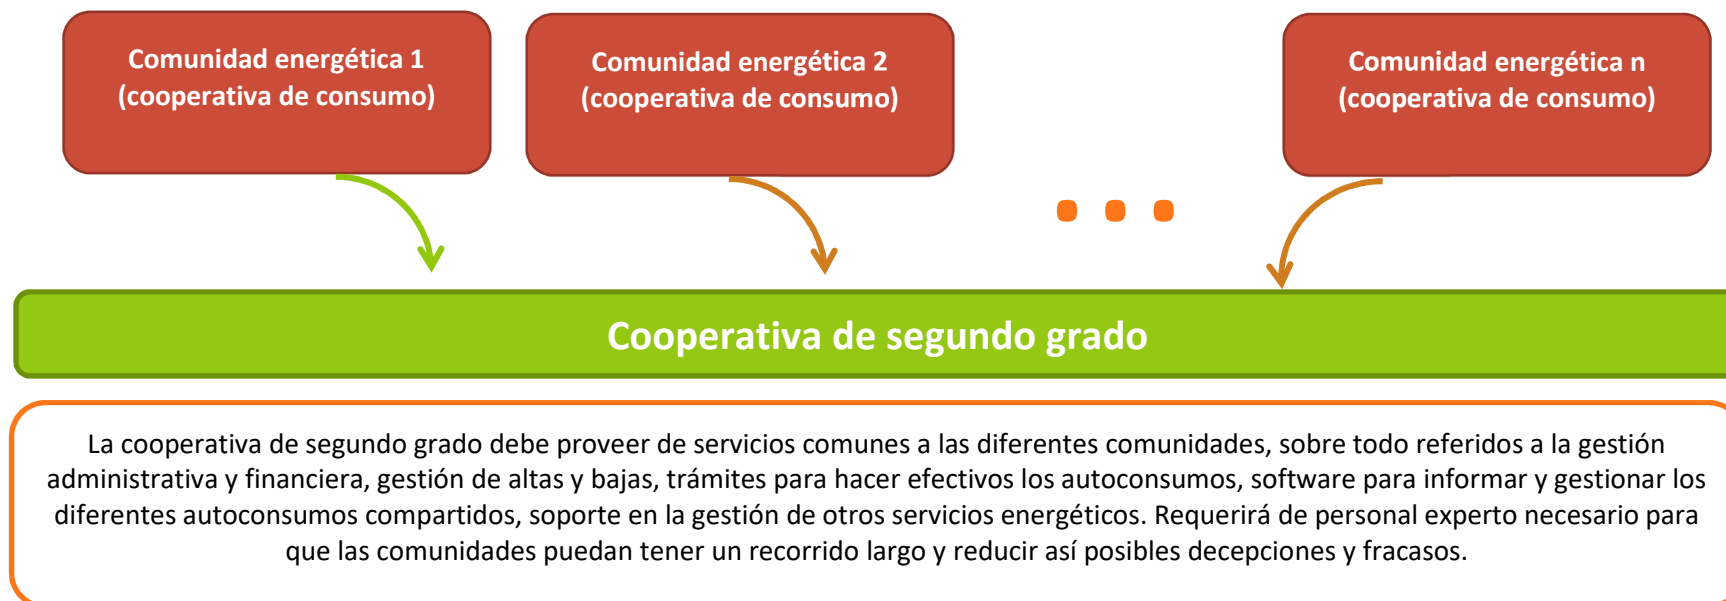 Comunidad energética 1
(cooperativa de consumo)
Comunidad energética 2
(cooperativa de consumo)
Comunidad energética n
(cooperativa de consumo)
Cooperativa de segundo grado
La cooperativa de segundo grado debe proveer de servicios comunes a las diferentes comunidades, sobre todo referidos a la gestión
administrativa y financiera, gestión de altas y bajas, trámites para hacer efectivos los autoconsumos, software para informar y gestionar los
diferentes autoconsumos compartidos, soporte en la gestión de otros servicios energéticos. Requerirá de personal experto necesario para
que las comunidades puedan tener un recorrido largo y reducir así posibles decepciones y fracasos.